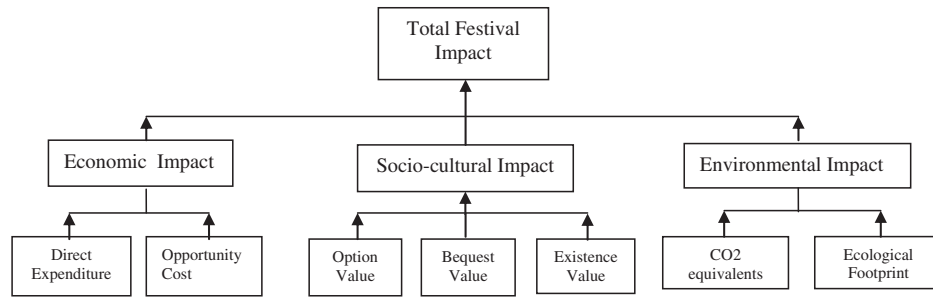 Total Festival
Impact
Economic Impact
Socio-cultural Impact
Environmental Impact
Direct
Expenditure
Opportunity
Cost
Option
Value
Bequest
Value
Existence
Value
CO2
equivalents
Ecological
Footprint